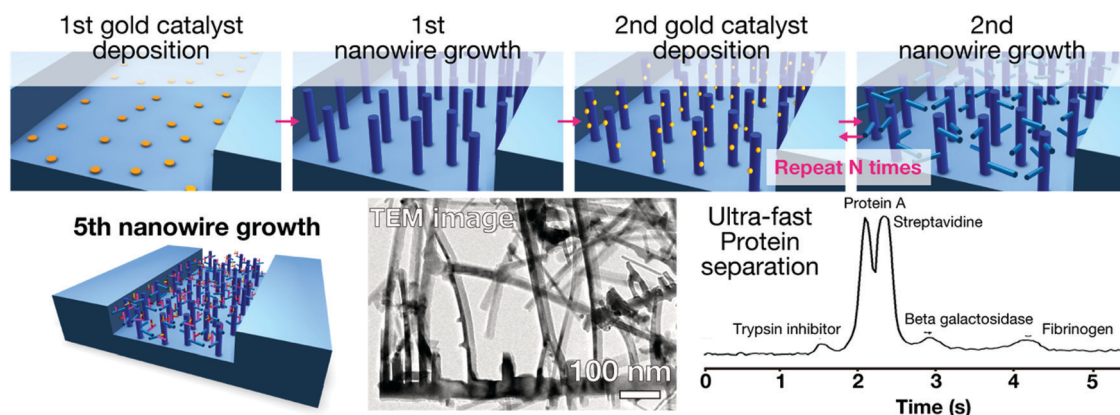 1st gold catalyst
deposition
1st
nanowire growth
2nd gold catalyst
deposition
2nd
nanowire growth
Repeat N times
5th nanowire growth
TEM image
100 nm
Ultra-fast
Protein
separation
Protein A
Streptavidine
Trypsin inhibitor
Beta galactosidase
Fibrinogen
0 1 2 3 4 5
Time (s)